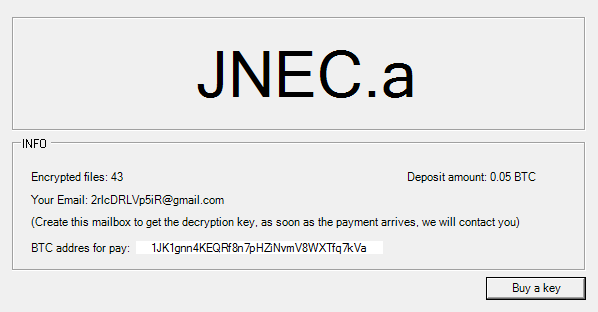 JNEC.a
INFO
Encrypted files: 43
Deposit amount: 0.05 BTC
Your Email: 2rIcDRLVp5iR@gmail.com
(Create this mailbox to get the decryption key, as soon as the payment arrives, we will contact you)
BTC addres for pay: 1JK1gnn4KEQRf8n7pHZiNvmV8WXTfq7kVa
Buy a key